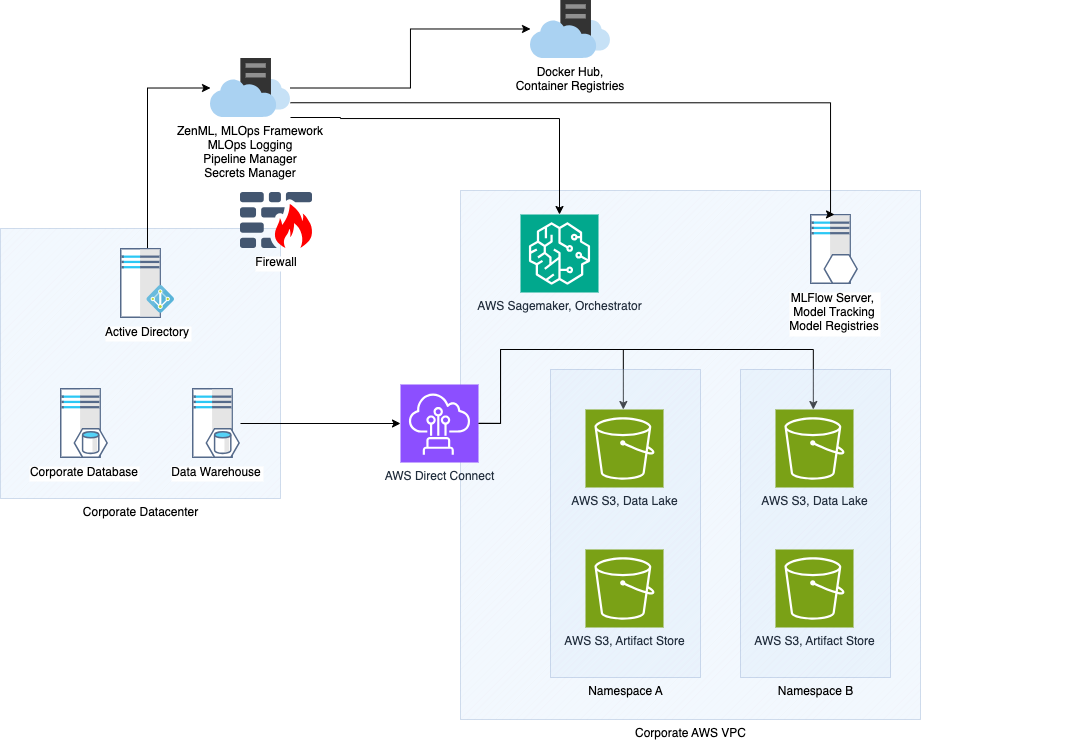 Docker Hub,
Container Registries
ZenML, MLOps Framework
MLOps Logging
Pipeline Manager
Secrets Manager
Firewall
Active Directory
Corporate Database
Data Warehouse
Corporate Datacenter
AWS Direct Connect
AWS Sagemaker, Orchestrator
MLFlow Server,
Model Tracking
Model Registries
AWS S3, Data Lake
AWS S3, Data Lake
AWS S3, Artifact Store
AWS S3, Artifact Store
Namespace A
Namespace B
Corporate AWS VPC